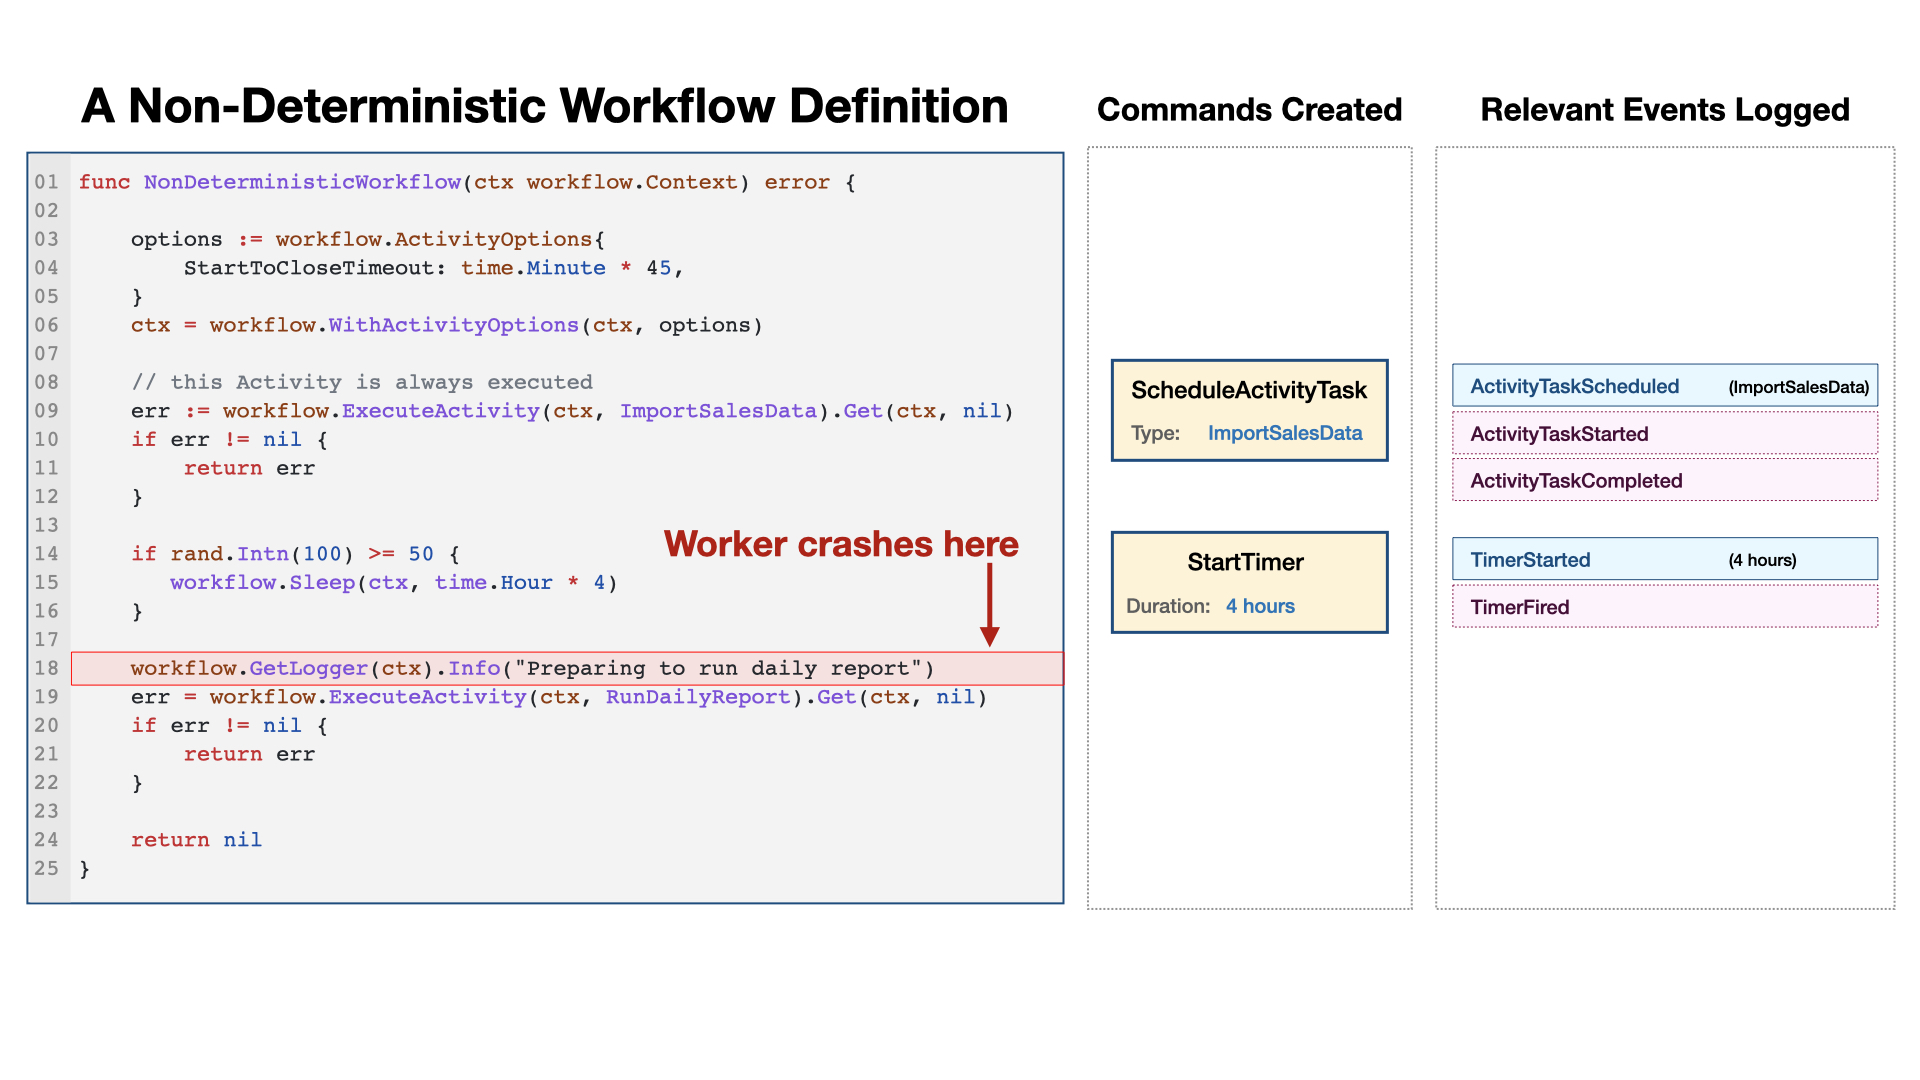 A Non-Deterministic Workflow Definition
01 func NonDeterministicWorkflow(ctx workflow.Context) error {
02
03     options := workflow.ActivityOptions{
04         StartToCloseTimeout: time.Minute * 45,
05     }
06     ctx = workflow.WithActivityOptions(ctx, options)
07
08     // this Activity is always executed
09     err := workflow.ExecuteActivity(ctx, ImportSalesData).Get(ctx, nil)
10     if err != nil {
11         return err
12     }
13
14     if rand.Intn(100) >= 50 {
15        workflow.Sleep(ctx, time.Hour * 4)
16     }
17
18     workflow.GetLogger(ctx).Info("Preparing to run daily report")
19     err = workflow.ExecuteActivity(ctx, RunDailyReport).Get(ctx, nil)
20     if err != nil {
21         return err
22     }
23
24     return nil
25 }
Worker crashes here
Commands Created
ScheduleActivityTask
Type: ImportSalesData
StartTimer
Duration: 4 hours
Relevant Events Logged
ActivityTaskScheduled (ImportSalesData)
ActivityTaskStarted
ActivityTaskCompleted
TimerStarted (4 hours)
TimerFired